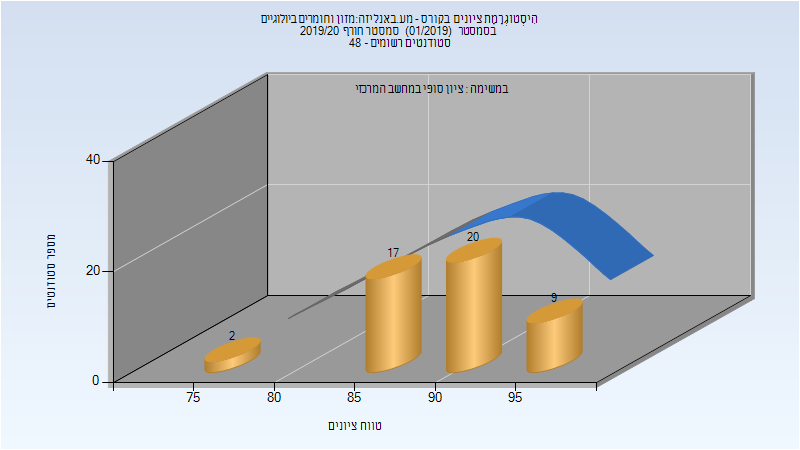 היסטוגרמת ציונים בקורס - מע.באנליזה:מזון וחומרים ביולוגיים
בסמסטר (01/2019) סמסטר חורף 2019/20
סטודנטים רשומים - 48
במשימה : ציון סופי במחשב המרכזי
40
20
0
מספר סטודנטים
2
17
20
9
75
80
85
90
95
טווח ציונים